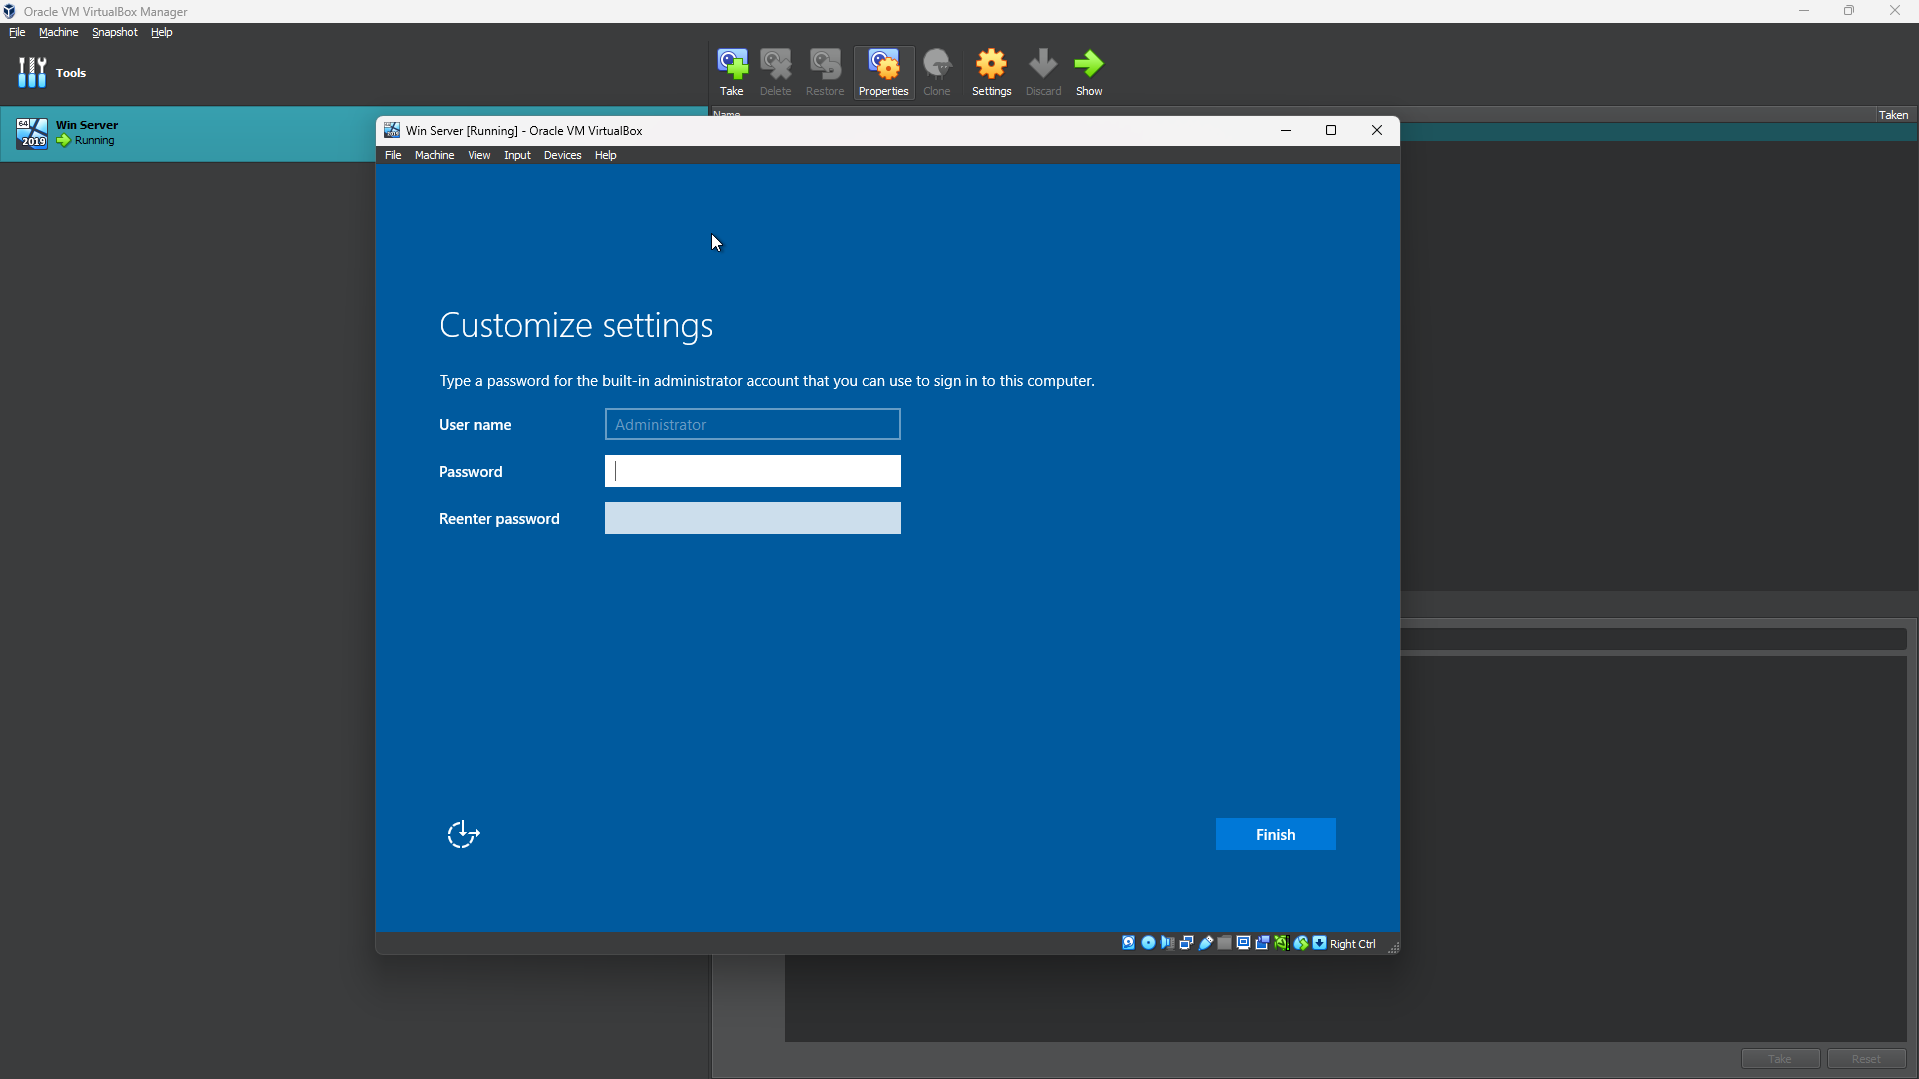 Oracle VM VirtualBox Manager
File Machine Snapshot Help
Tools
Take Delete Restore Properties Clone Settings Discard Show
Name Taken
64
2019
Win Server
Running
Win Server [Running] - Oracle VM VirtualBox
File Machine View Input Devices Help
Customize settings
Type a password for the built-in administrator account that you can use to sign in to this computer.
User name Administrator
Password
Reenter password
Finish
Right Ctrl
Take Reset